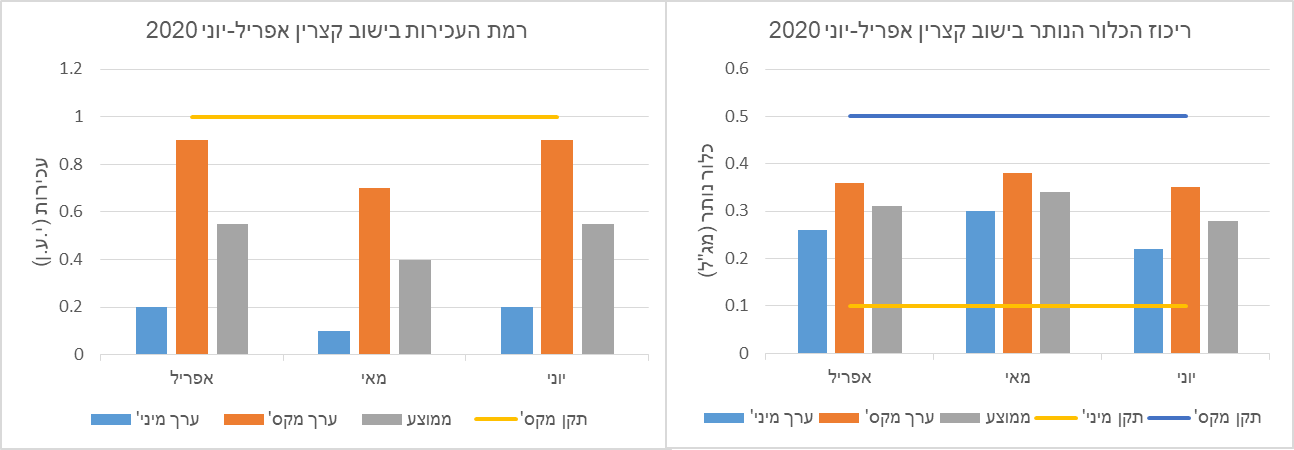 רמת העכירות בישוב קצרין אפריל-יוני 2020
1.2
1
0.8
0.6
0.4
0.2
0
עכירות (י.ע.ן)
אפריל מאי יוני
ערך מיני' ערך מקס' ממוצע תקן מקס'
ריכוז הכלור הנותר בישוב קצרין אפריל-יוני 2020
0.6
0.5
0.4
0.3
0.2
0.1
0
כלור נותר (מג"ל)
אפריל מאי יוני
ערך מיני' ערך מקס' ממוצע תקן מיני' תקן מקס'